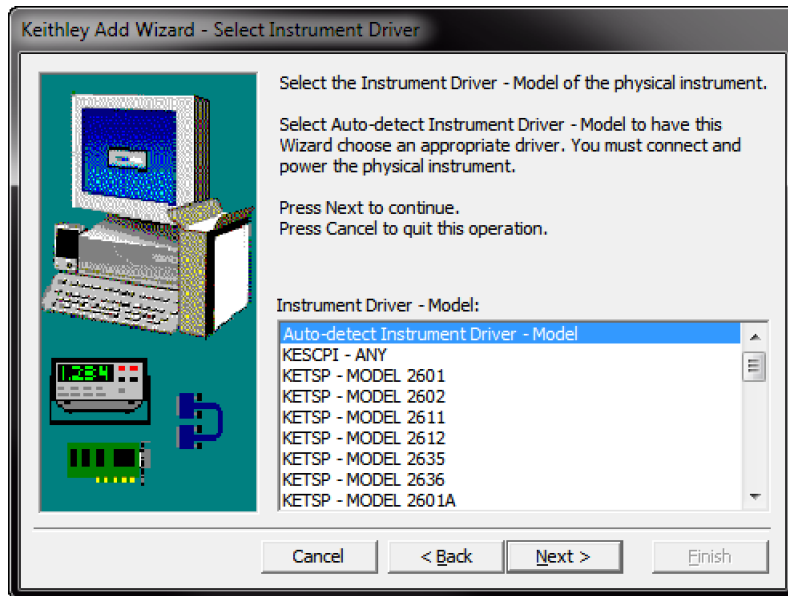 Keithley Add Wizard - Select Instrument Driver
Select the Instrument Driver - Model of the physical instrument.
Select Auto-detect Instrument Driver - Model to have this
Wizard choose an appropriate driver. You must connect and
power the physical instrument.
Press Next to continue.
Press Cancel to quit this operation.
Instrument Driver - Model:
Auto-detect Instrument Driver - Model
KESCPI - ANY
KETSP - MODEL 2601
KETSP - MODEL 2602
KETSP - MODEL 2611
KETSP - MODEL 2612
KETSP - MODEL 2635
KETSP - MODEL 2636
KETSP - MODEL 2601A
1.234
Cancel
< Back
Next >
Finish